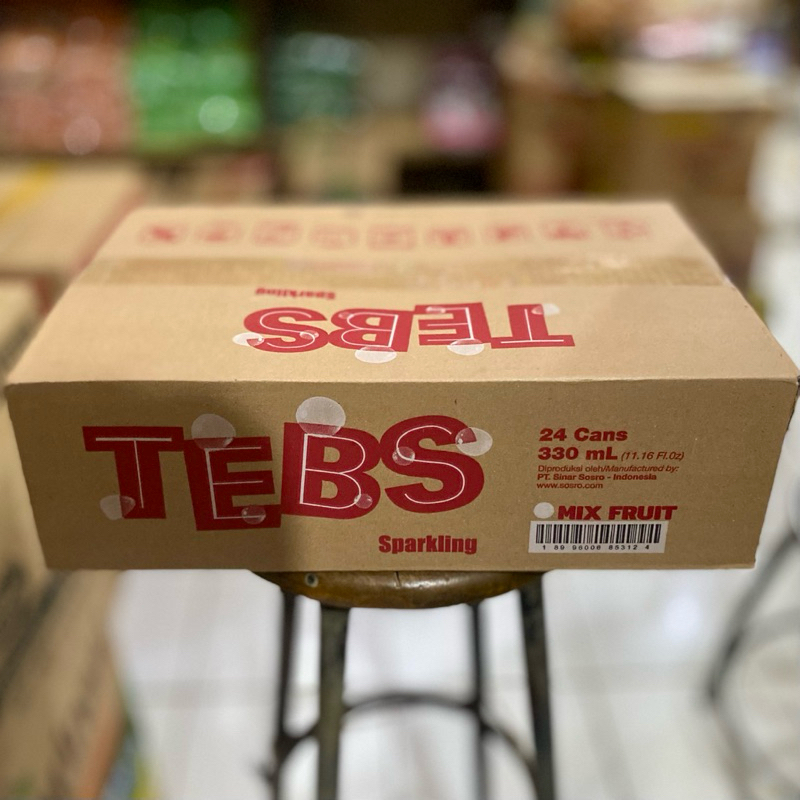 Sparkling
TEBS
TEBS
Sparkling
24 Cans
330 mL (11.16 Fl.Oz)
Diproduksi oleh/Manufactured by:
PT. Sinar Sosro - Indonesia
www.sosro.com
MIX FRUIT
1 89 96006 85312 4